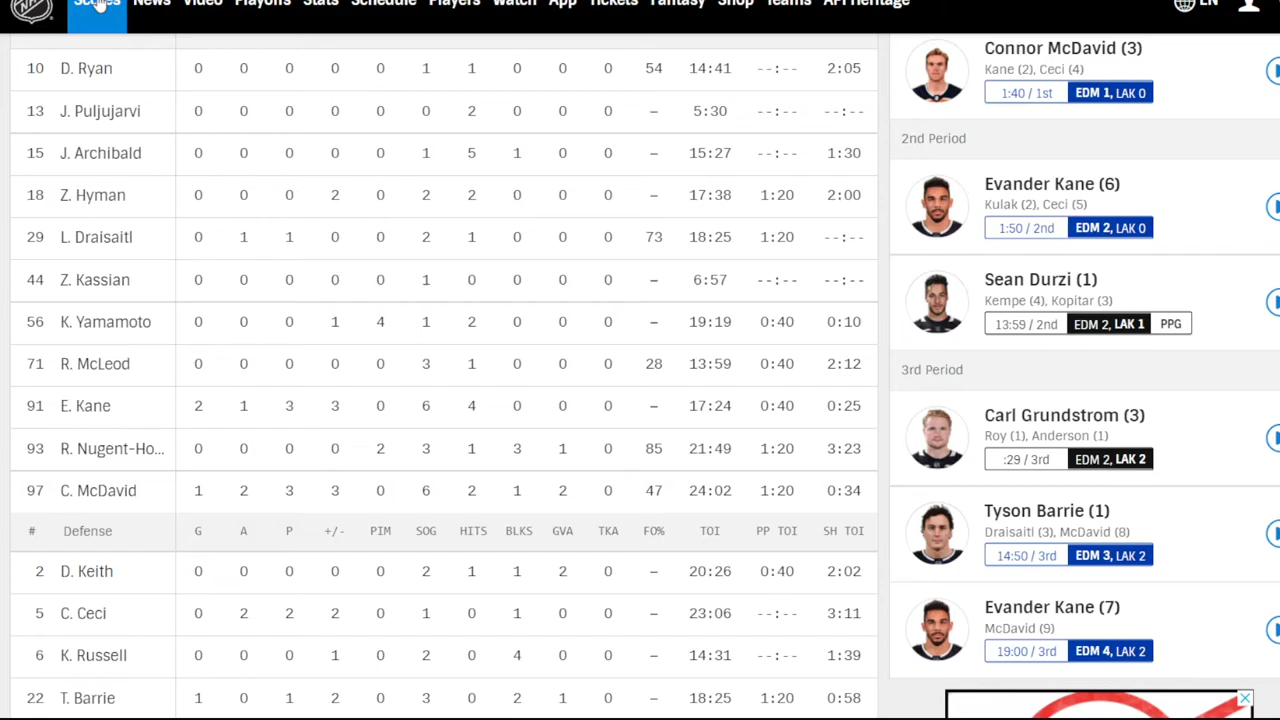 Scores News Video Playoffs Stats Schedule Players Watch App Tickets Fantasy Shop Teams API Heritage EN
10 D. Ryan 0 0 0 0 1 1 0 0 0 54 14:41 --:-- 2:05
13 J. Puljujarvi 0 0 0 0 0 0 2 0 0 0 – 5:30 --:-- --:--
15 J. Archibald 0 0 0 0 0 1 5 1 0 0 – 15:27 --:-- 1:30
18 Z. Hyman 0 0 0 2 0 2 2 0 0 0 – 17:38 1:20 2:00
29 L. Draisaitl 0 1 1 0 0 2 1 0 0 0 73 18:25 1:20 --:--
44 Z. Kassian 0 0 0 0 0 1 0 0 0 0 – 6:57 --:-- --:--
56 K. Yamamoto 0 0 0 1 4 1 2 0 0 0 – 19:19 0:40 0:10
71 R. McLeod 0 0 0 0 0 3 1 0 0 0 28 13:59 0:40 2:12
91 E. Kane 2 1 3 3 0 6 4 0 0 0 – 17:24 0:40 0:25
93 R. Nugent-Ho... 0 0 0 0 2 3 1 3 1 0 85 21:49 1:20 3:23
97 C. McDavid 1 2 3 3 0 6 2 1 2 0 47 24:02 1:20 0:34
# Defense G P +/- PIM SOG HITS BLKS GVA TKA FO% TOI PP TOI SH TOI
2 D. Keith 0 0 0 0 0 2 1 1 2 0 – 20:26 0:40 2:02
5 C. Ceci 0 2 2 2 0 1 0 1 0 0 – 23:06 --:-- 3:11
6 K. Russell 0 0 0 1 0 2 0 4 0 0 – 14:31 --:-- 1:39
22 T. Barrie 1 0 1 2 0 3 0 2 1 0 – 18:25 1:20 0:58
Connor McDavid (3)
Kane (2), Ceci (4)
1:40 / 1st EDM 1, LAK 0
2nd Period
Evander Kane (6)
Kulak (2), Ceci (5)
1:50 / 2nd EDM 2, LAK 0
Sean Durzi (1)
Kempe (4), Kopitar (3)
13:59 / 2nd EDM 2, LAK 1 PPG
3rd Period
Carl Grundstrom (3)
Roy (1), Anderson (1)
:29 / 3rd EDM 2, LAK 2
Tyson Barrie (1)
Draisaitl (3), McDavid (8)
14:50 / 3rd EDM 3, LAK 2
Evander Kane (7)
McDavid (9)
19:00 / 3rd EDM 4, LAK 2